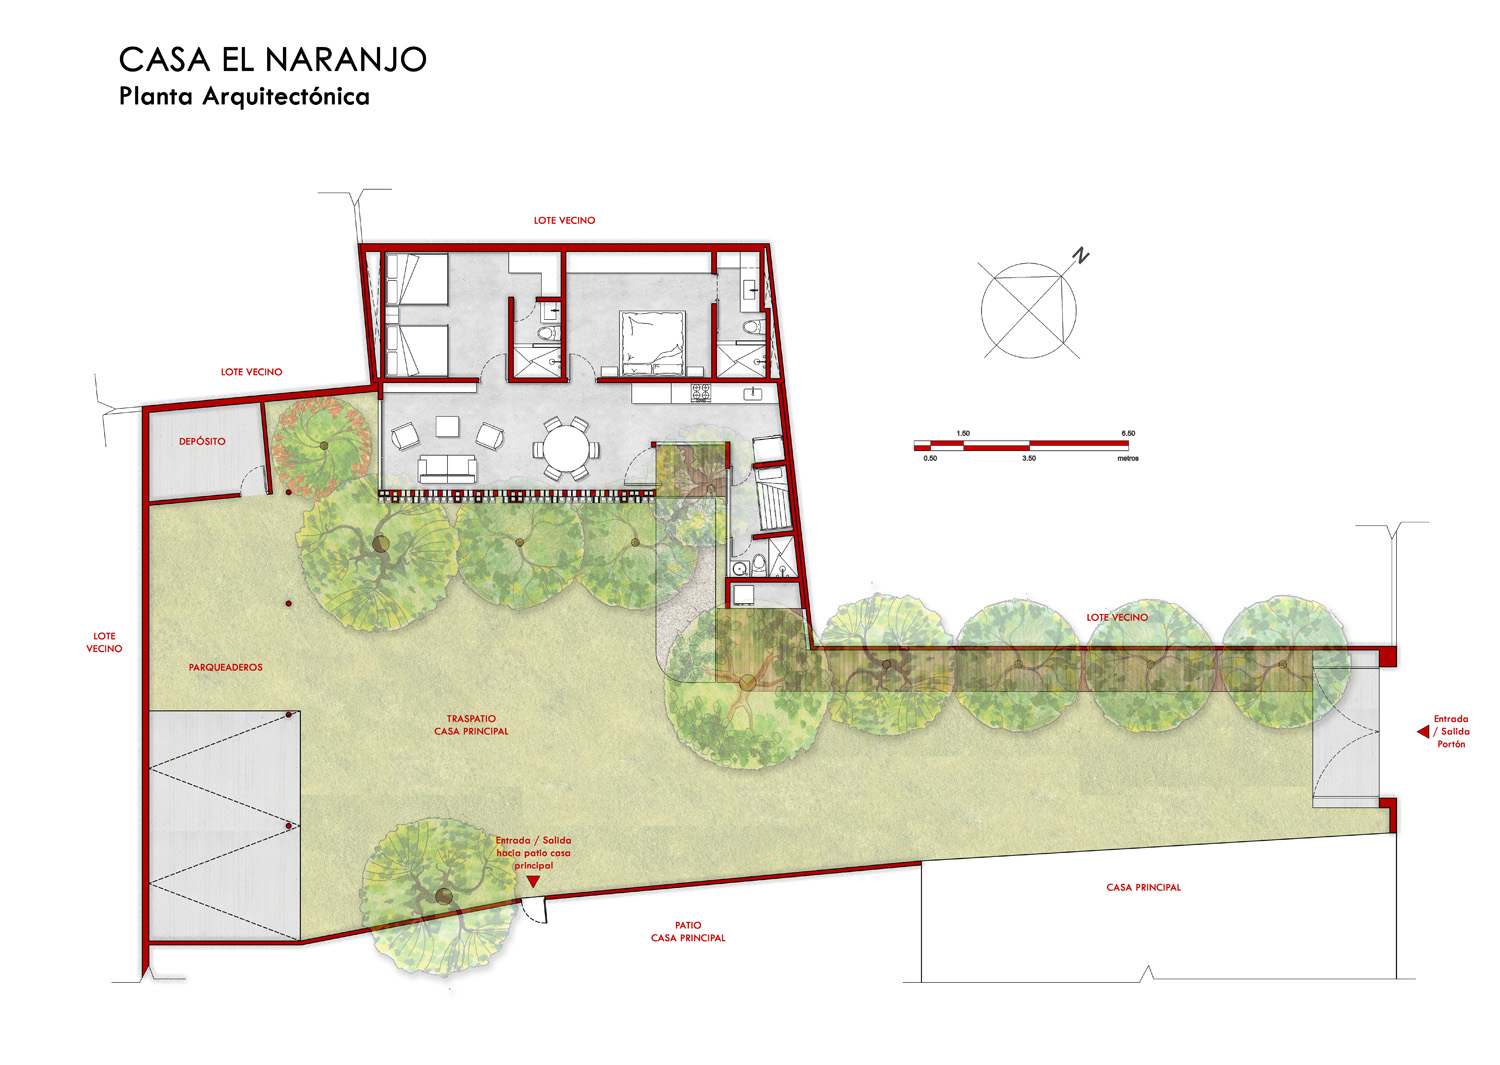 CASA EL NARANJO
Planta Arquitectónica
LOTE VECINO
N
LOTE VECINO
DEPÓSITO
1.50
6.50
0.50
3.50
metros
LOTE
VECINO
LOTE VECINO
PARQUEADEROS
TRASPATIO
CASA PRINCIPAL
Entrada
/ Salida
Portón
Entrada / Salida
hacia patio casa
principal
CASA PRINCIPAL
PATIO
CASA PRINCIPAL